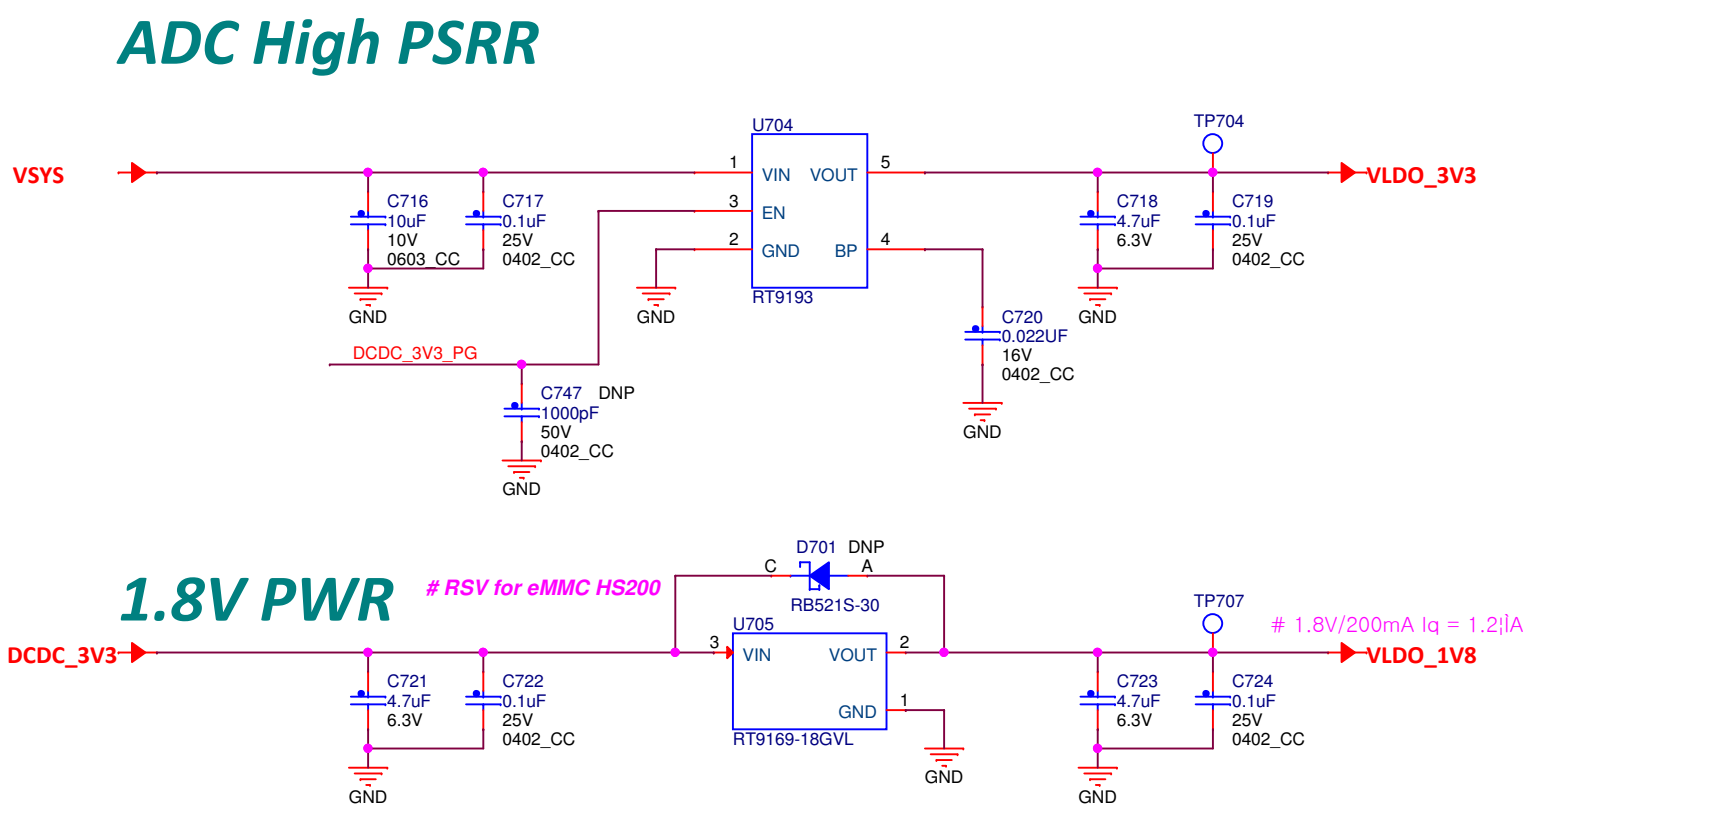 ADC High PSRR
U704
TP704
VSYS
1
VIN
VOUT
5
VLDO_3V3
C716
10uF
10V
0603_CC
C717
0.1uF
25V
0402_CC
3
EN
2
GND
BP
4
RT9193
C718
4.7uF
6.3V
C719
0.1uF
25V
0402_CC
GND
GND
GND
C720
0.022UF
16V
0402_CC
GND
DCDC_3V3_PG
C747 DNP
1000pF
50V
0402_CC
GND
1.8V PWR
# RSV for eMMC HS200
D701 DNP
C
A
RB521S-30
U705
TP707
# 1.8V/200mA Iq = 1.2¦ÌA
DCDC_3V3
3
VIN
VOUT
2
VLDO_1V8
C721
4.7uF
6.3V
C722
0.1uF
25V
0402_CC
GND
1
RT9169-18GVL
C723
4.7uF
6.3V
C724
0.1uF
25V
0402_CC
GND
GND
GND